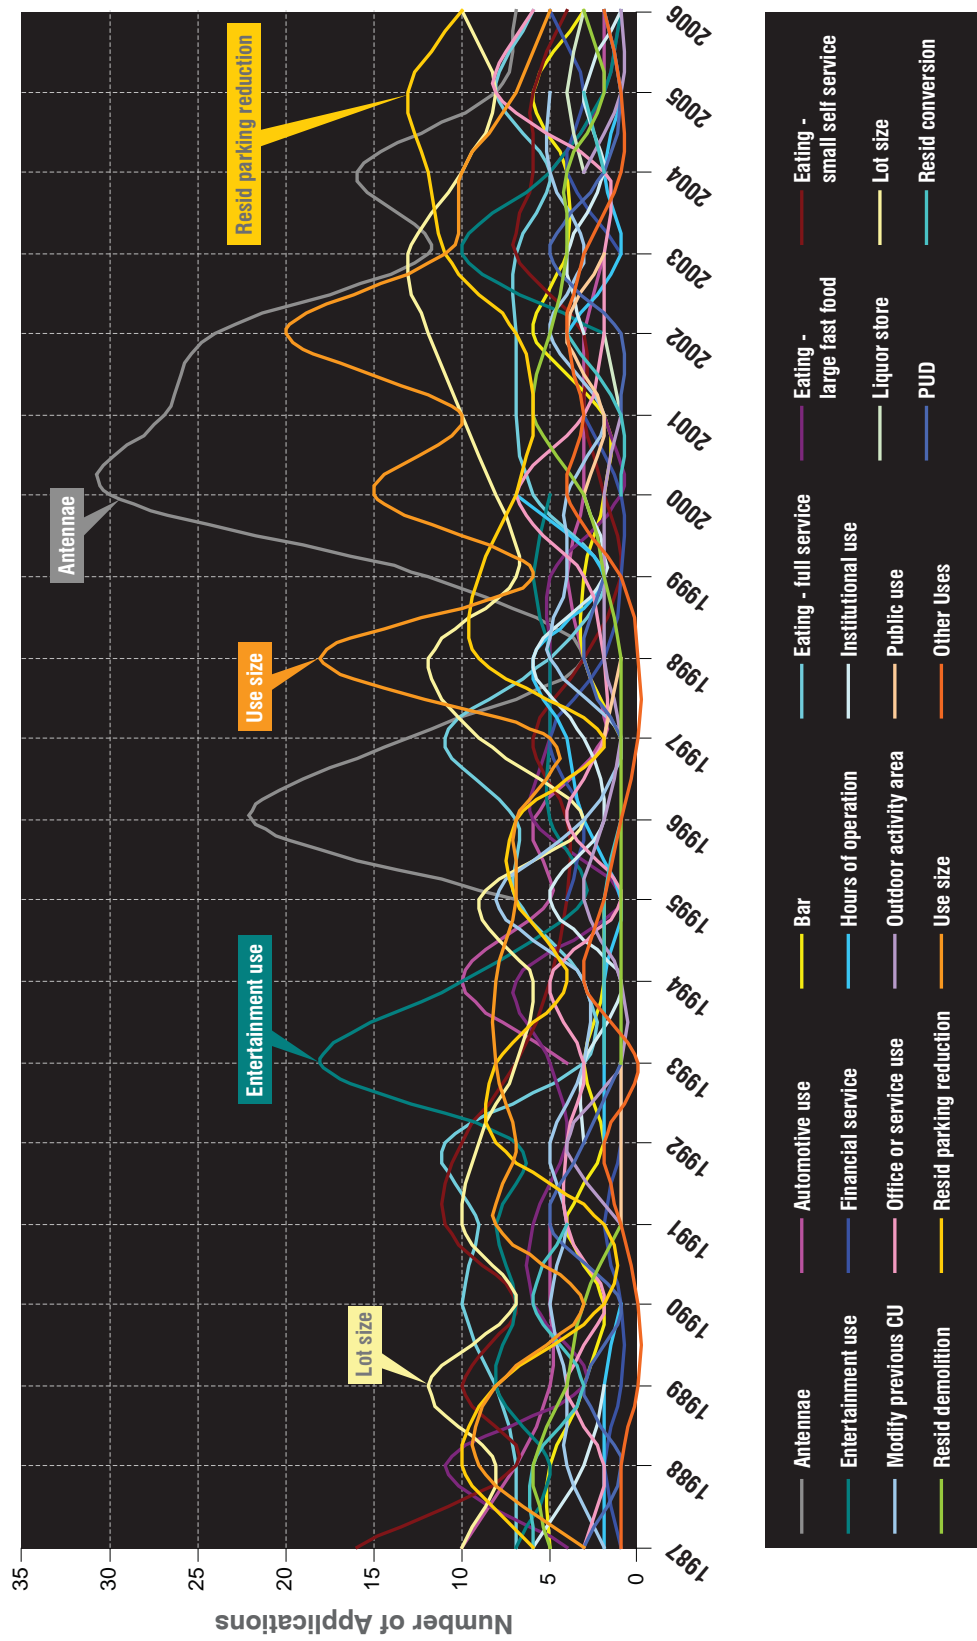 Number of Applications
35
30
25
20
15
10
5
0
Antennae
Resid parking reduction
Use size
Entertainment use
Lot size
1987
1988
1989
1990
1991
1992
1993
1994
1995
1996
1997
1998
1999
2000
2001
2002
2003
2004
2005
2006
Antennae
Automotive use
Bar
Eating - full service
Eating -
large fast food
Eating -
small self service
Entertainment use
Financial service
Hours of operation
Institutional use
Liquor store
Lot size
Modify previous CU
Office or service use
Outdoor activity area
Public use
PUD
Resid conversion
Resid demolition
Resid parking reduction
Use size
Other Uses